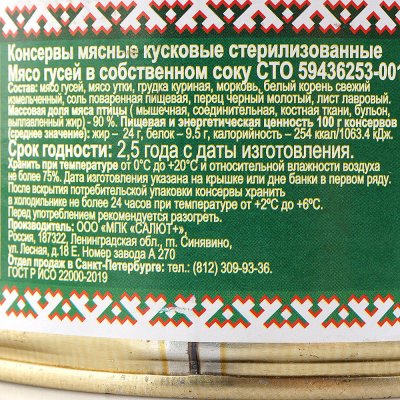 Консервы мясные кусковые стерилизованные
Мясо гусей в собственном соку СТО 59436253-001
Состав: мясо гусей, мясо утки, грудка куриная, морковь, белый корень свежий
измельченный, соль поваренная пищевая, перец черный молотый, лист лавровый.
Массовая доля мяса птицы ( мышечная, соединительная, костная ткани, бульон,
выплавленный жир) - 90 %. Пищевая и энергетическая ценность 100 г консервов
(среднее значение): жир – 24 г, белок – 9.5 г, калорийность – 254 ккал/1063.4 кДж.
Срок годности: 2,5 года с даты изготовления.
Хранить при температуре от 0°С до +20°С и относительной влажности воздуха
не более 75%. Дата изготовления указана на крышке или дне банки в первом ряду.
После вскрытия потребительской упаковки консервы хранить
в холодильнике не более 24 часов при температуре от +2°С до +6°С.
Перед употреблением рекомендуется разогреть.
Производитель: ООО «МПК «САЛЮТ»,
Россия, 187322, Ленинградская обл., гп. Синявино,
ул. Лесная, д.18 Е. Номер завода А 270
Отдел продаж в Санкт-Петербурге: тел.: (812) 309-93-36.
ГОСТ Р ИСО 22000-2019